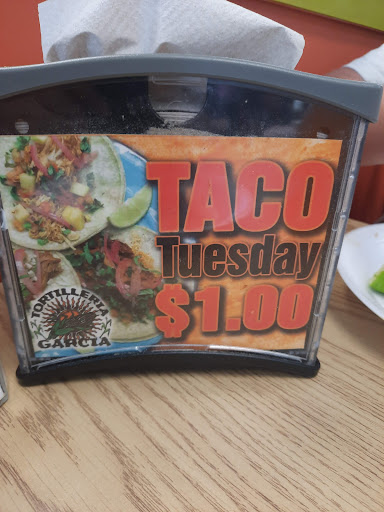 TACO
Tuesday
$1.00
TORTILLERIA
GARCIA